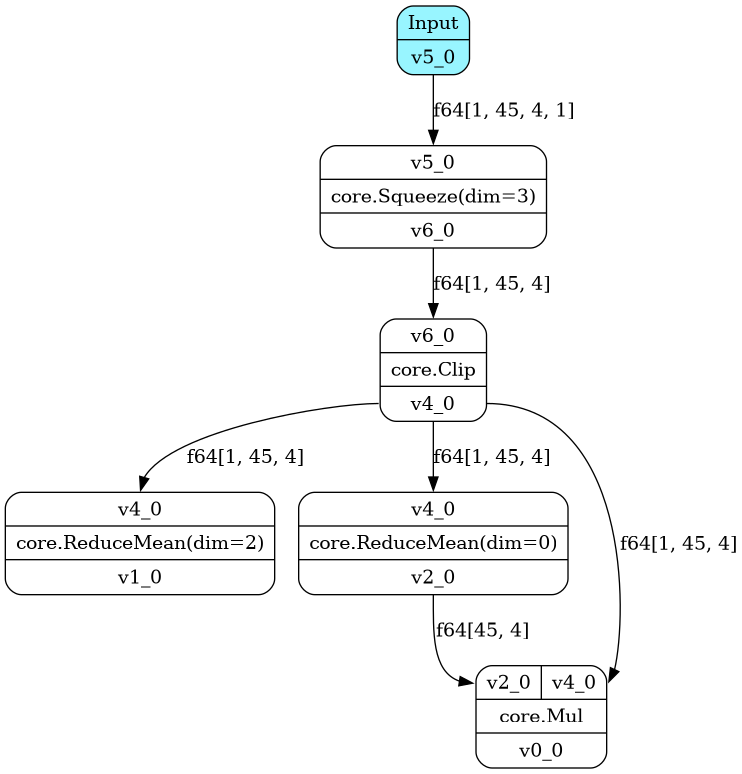 Input
v5_0
f64[1, 45, 4, 1]
v5_0
core.Squeeze(dim=3)
v6_0
f64[1, 45, 4]
v6_0
core.Clip
v4_0
f64[1, 45, 4]
f64[1, 45, 4]
f64[1, 45, 4]
v4_0
core.ReduceMean(dim=2)
v1_0
v4_0
core.ReduceMean(dim=0)
v2_0
f64[45, 4]
v2_0
v4_0
core.Mul
v0_0